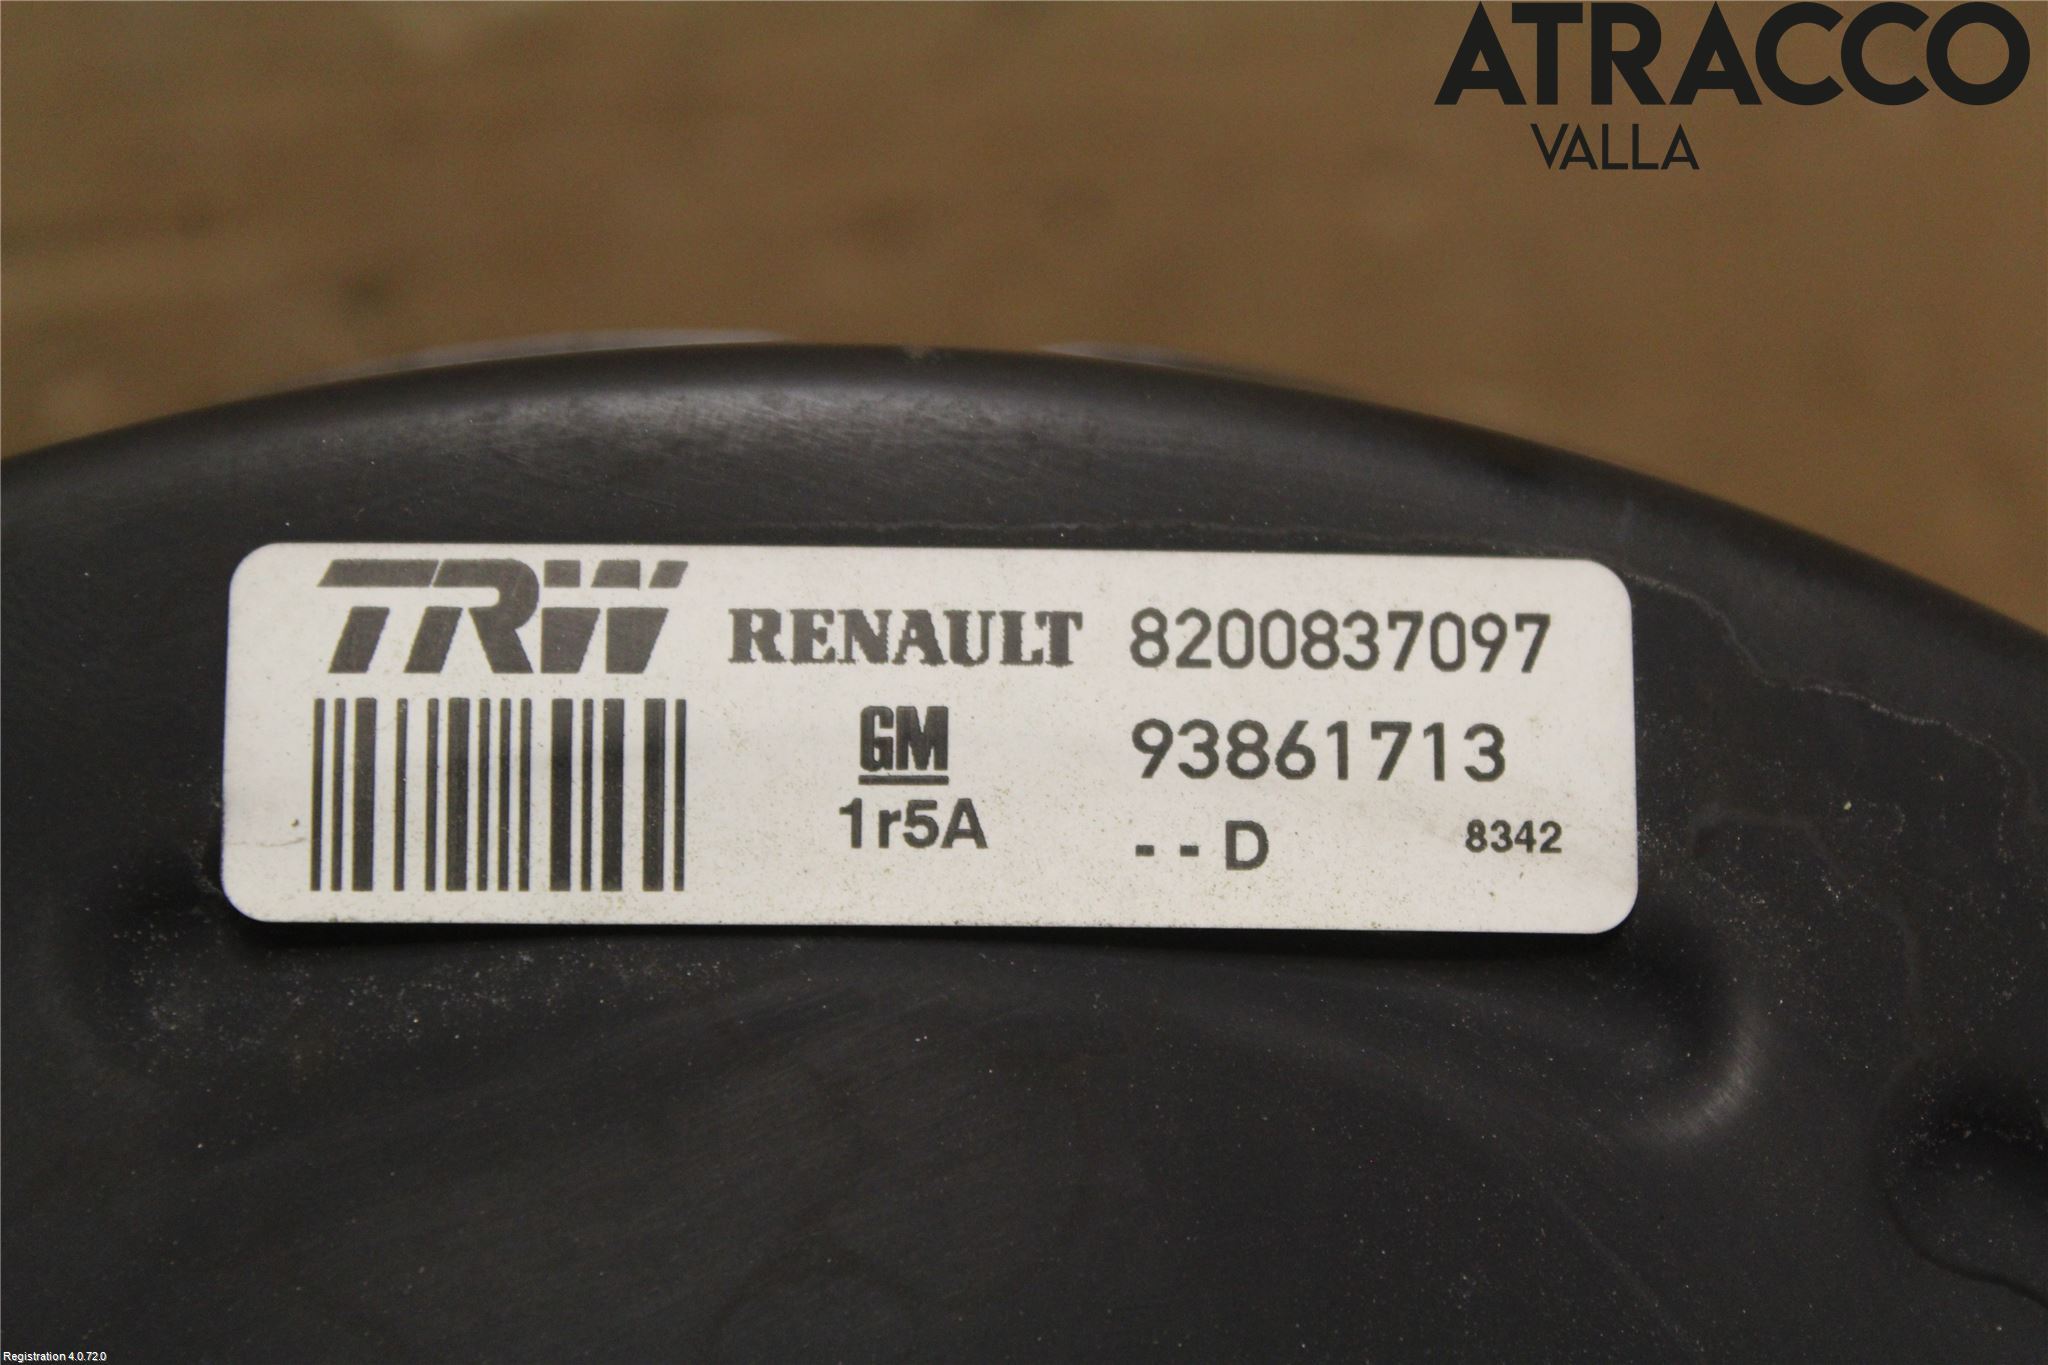 ATRACCO
VALLA
TRW RENAULT 8200837097
GM 93861713
1r5A --D 8342
Registration 4.0.72.0